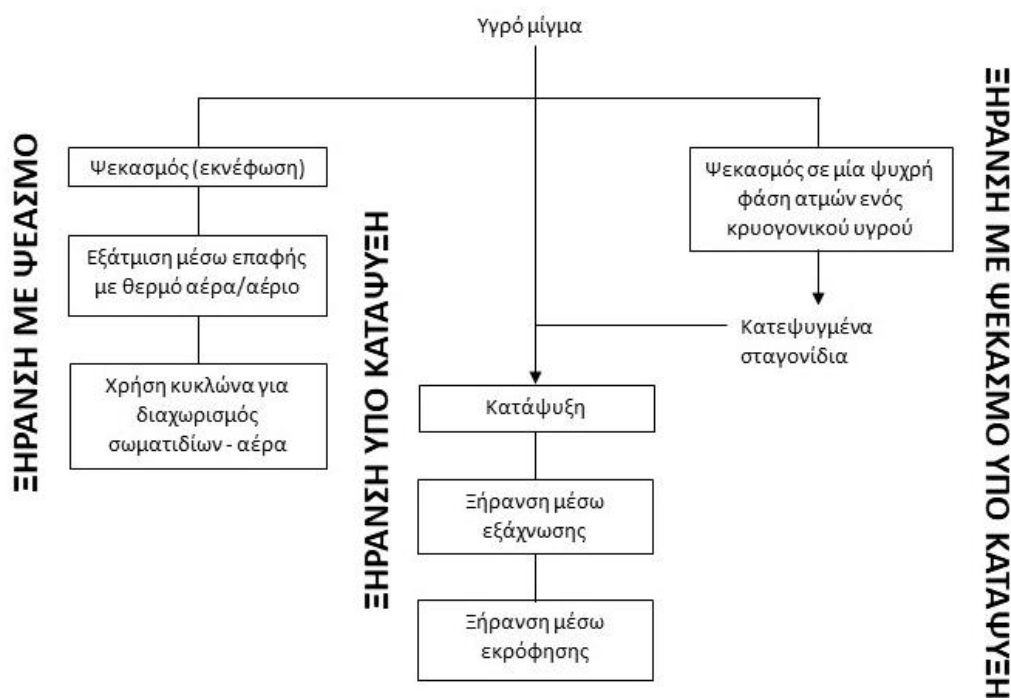 Υγρό μίγμα
ΞΗΡΑΝΣΗ ΜΕ ΨΕΑΣΜΟ
Ψεκασμός (εκνέφωση)
Εξάτμιση μέσω επαφής
με θερμό αέρα/αέριο
Χρήση κυκλώνα για
διαχωρισμός
σωματιδίων - αέρα
ΞΗΡΑΝΣΗ ΥΠΟ ΚΑΤΑΨΥΞΗ
Κατάψυξη
Ξήρανση μέσω
εξάχνωσης
Ξήρανση μέσω
εκρόφησης
Ψεκασμός σε μία ψυχρή
φάση ατμών ενός
κρυογονικού υγρού
Κατεψυγμένα
σταγονίδια
ΞΗΡΑΝΣΗ ΜΕ ΨΕΚΑΣΜΟ ΥΠΟ ΚΑΤΑΨΥΞΗ